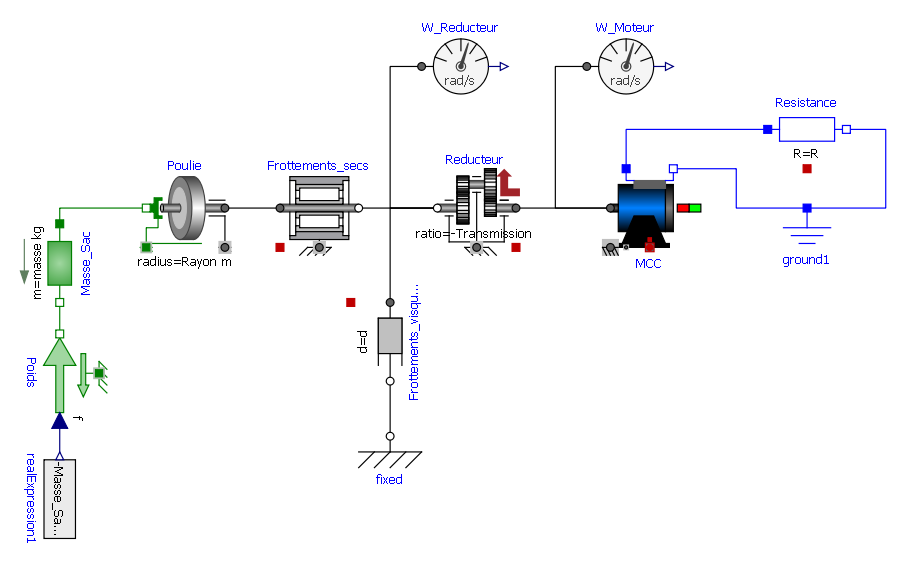 W_Reducteur
W_Moteur
rad/s
rad/s
Resistance
R=R
Poulie
Frottements_secs
Reducteur
ratio=-Transmission
radius=Rayon m
MCC
ground1
m=masse kg
Masse_Sac
d=d
Frottements_visqu...
Poids
f
fixed
realExpression1
-Masse_Sa...